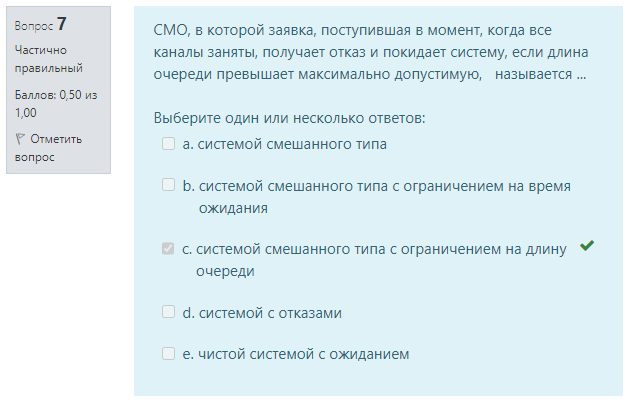 Вопрос 7
Частично
правильный
Баллов: 0,50 из
1,00
Отметить
вопрос
СМО, в которой заявка, поступившая в момент, когда все
каналы заняты, получает отказ и покидает систему, если длина
очереди превышает максимально допустимую, называется ...
Выберите один или несколько ответов:
a. системой смешанного типа
b. системой смешанного типа с ограничением на время
ожидания
c. системой смешанного типа с ограничением на длину
очереди
d. системой с отказами
e. чистой системой с ожиданием